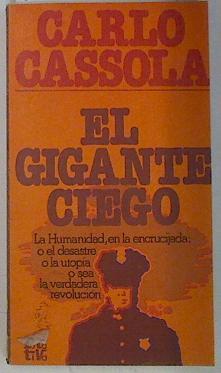 CARLO
CASSOLA
EL
GIGANTE
CIEGO
La Humanidad, en la encrucijada:
o el desastre
o la utopía
o sea
la verdadera
revolución